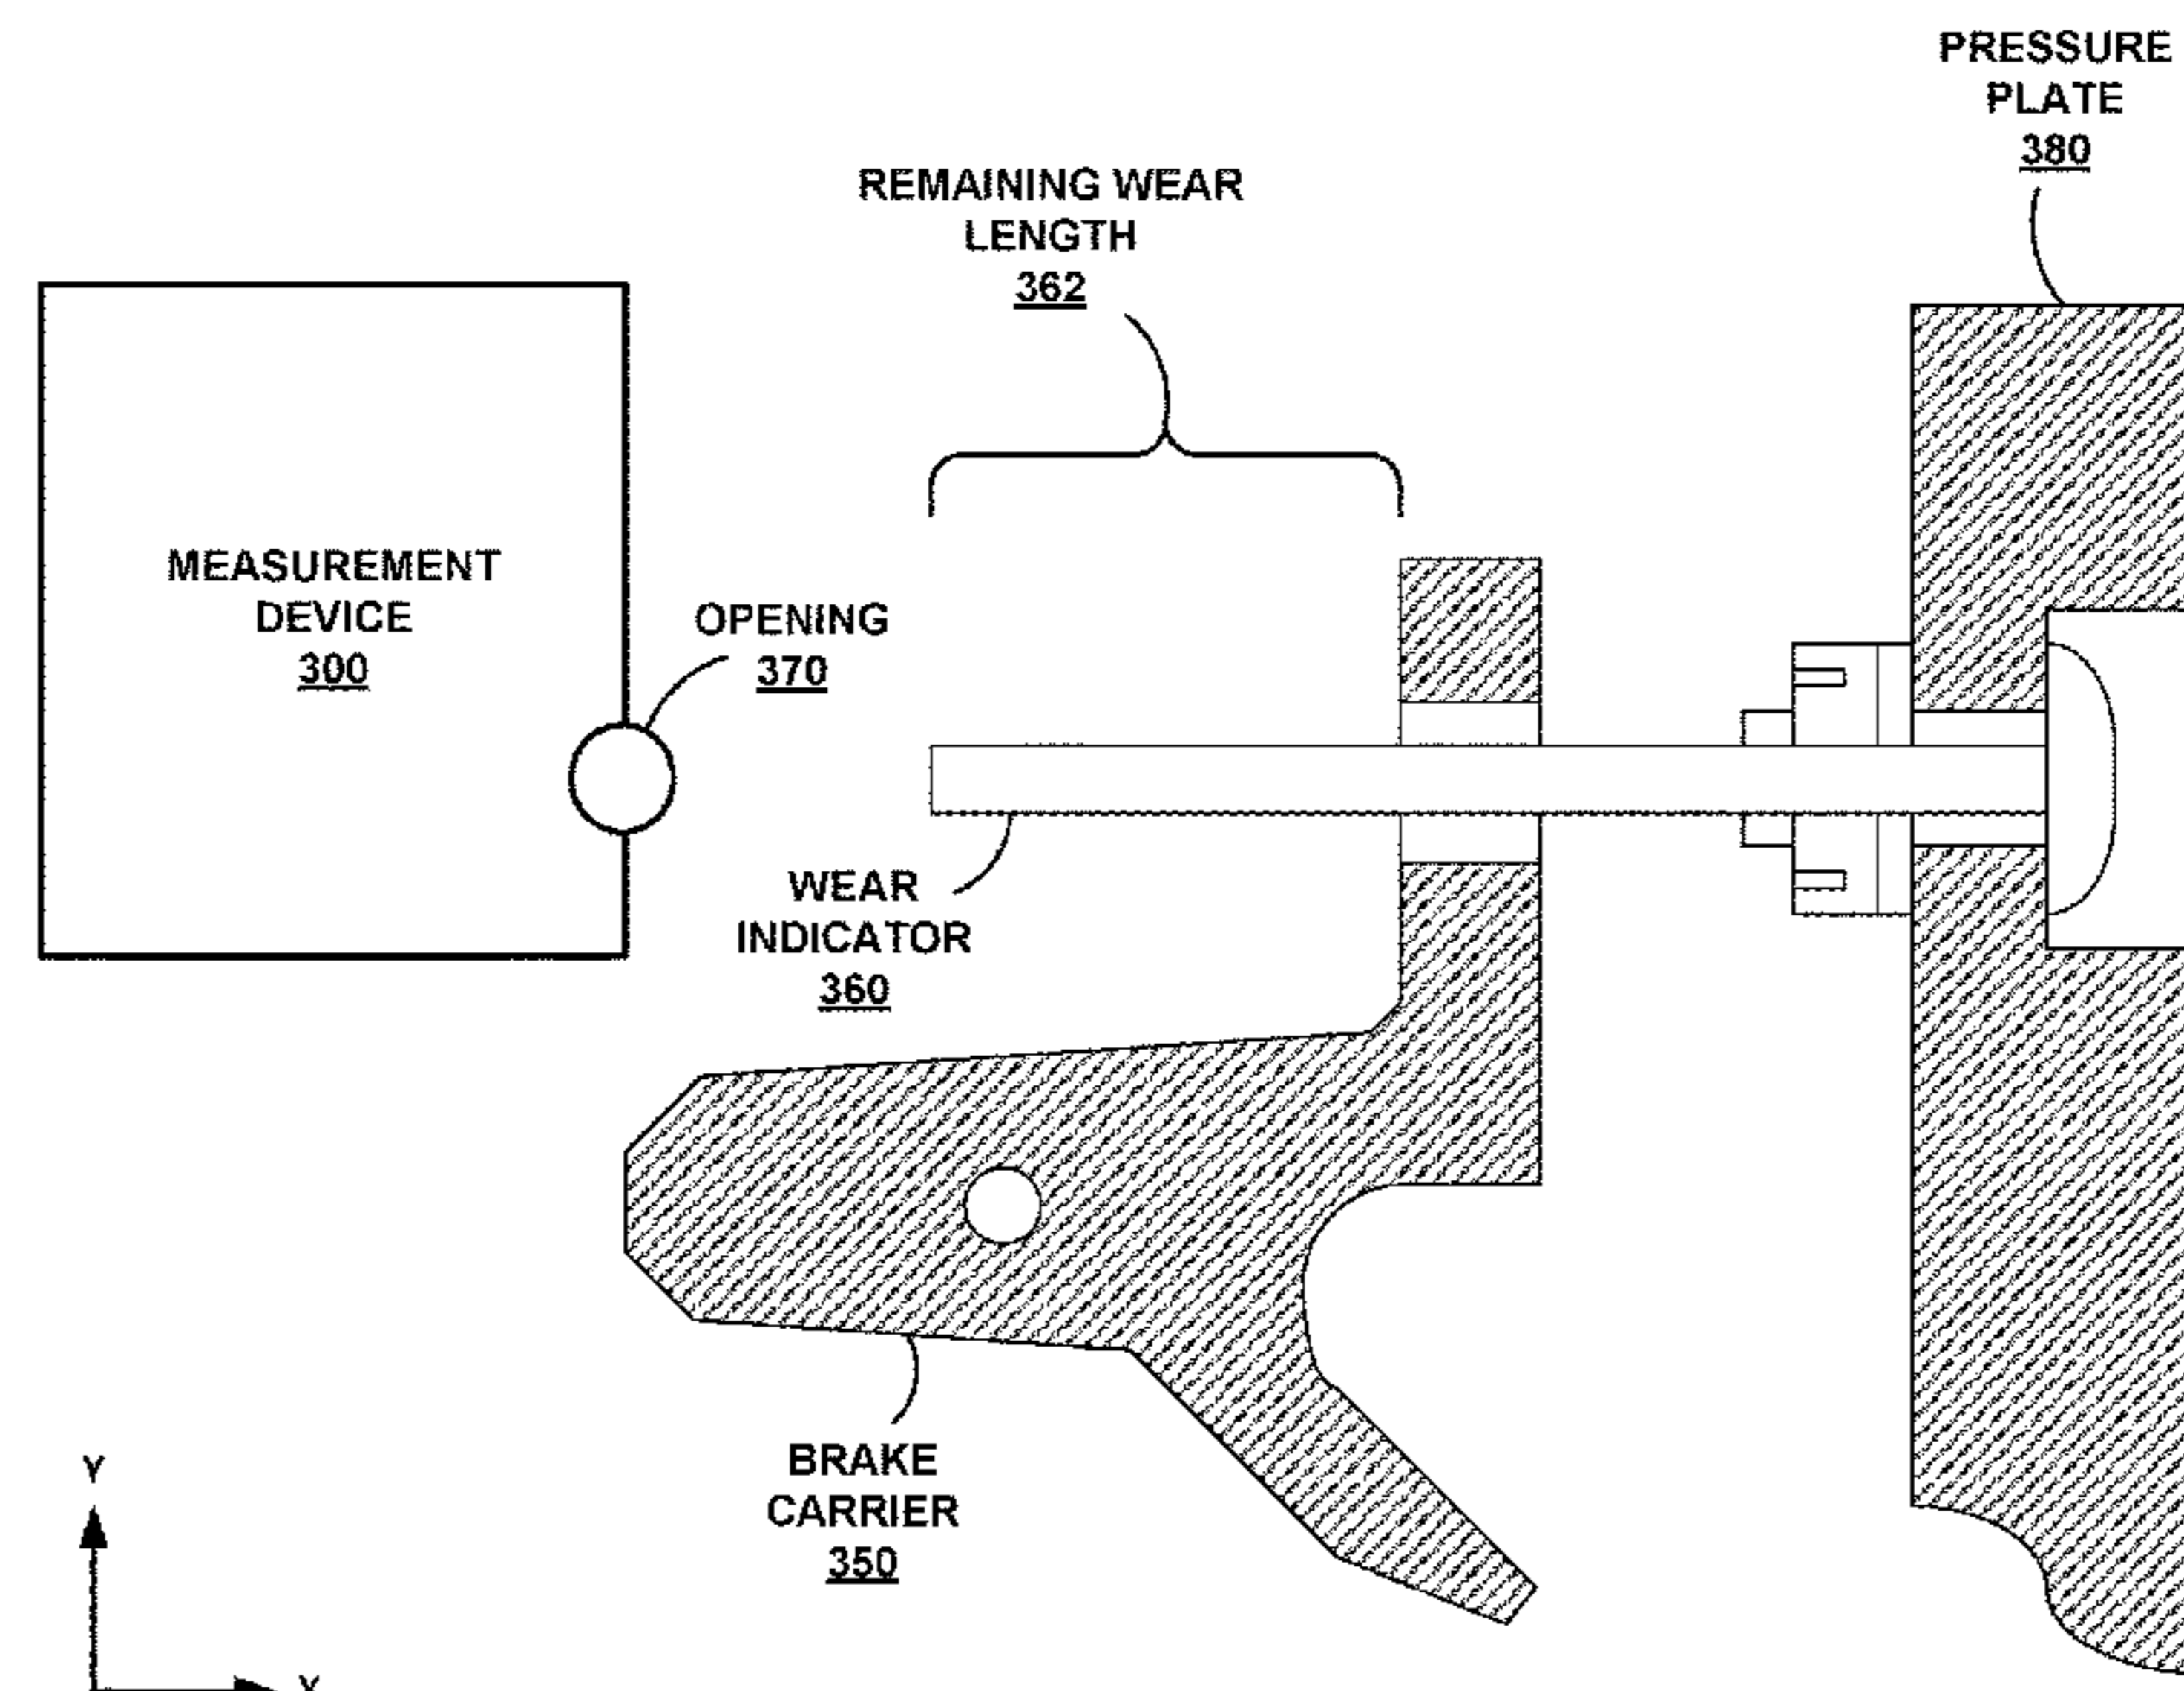 PRESSURE
PLATE
380
REMAINING WEAR
LENGTH
362
MEASUREMENT
DEVICE
300
OPENING
370
WEAR
INDICATOR
360
BRAKE
CARRIER
350
Y
X